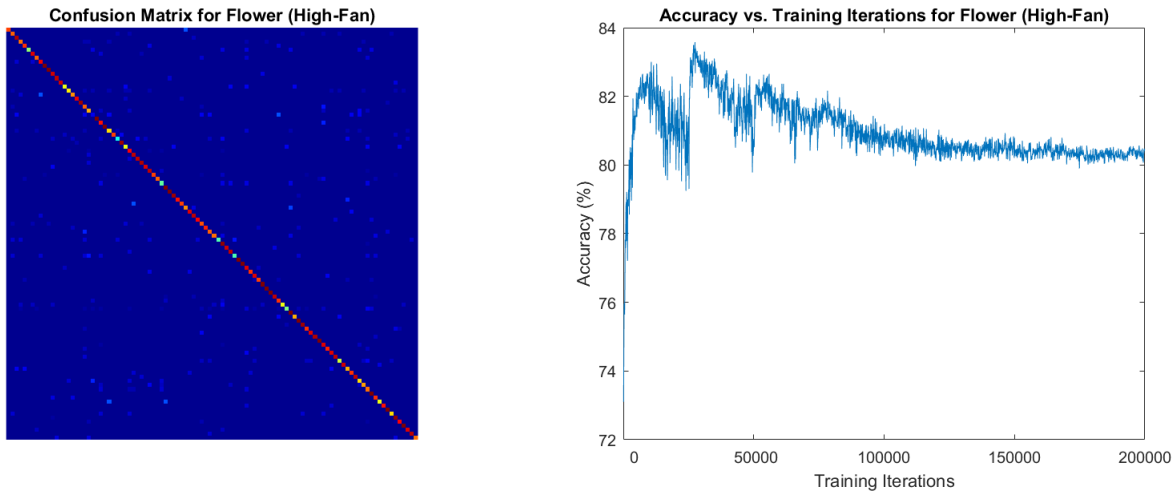 Confusion Matrix for Flower (High-Fan)
Accuracy vs. Training Iterations for Flower (High-Fan)
84
82
80
78
76
74
72
Accuracy (%)
0 50000 100000 150000 200000
Training Iterations